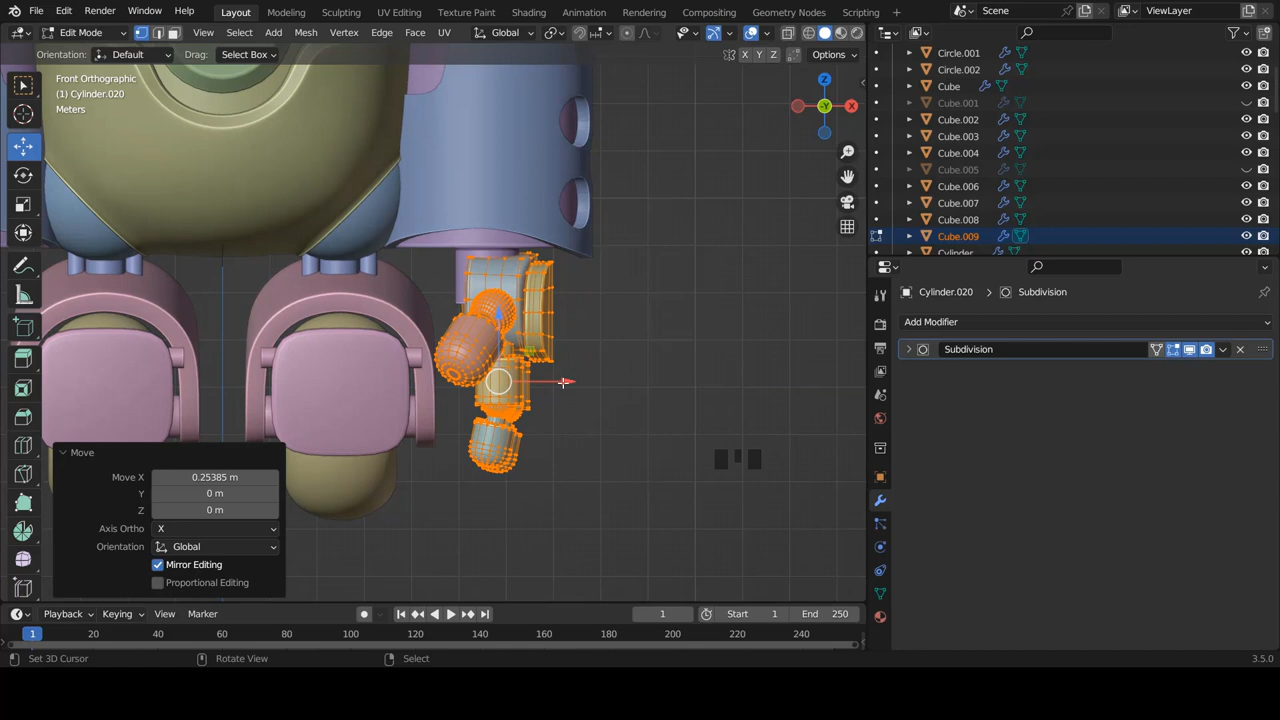 File Edit Render Window Help Layout Modeling Sculpting UV Editing Texture Paint Shading Animation Rendering Compositing Geometry Nodes Scripting + Scene ViewLayer
Edit Mode View Select Add Mesh Vertex Edge Face UV Global
Orientation: Default Drag: Select Box X Y Z Options
Front Orthographic
(1) Cylinder.020
Meters
Z
Y
X
Circle.001
Circle.002
Cube
Cube.001
Cube.002
Cube.003
Cube.004
Cube.005
Cube.006
Cube.007
Cube.008
Cube.009
Cylinder
Cylinder.020 > Subdivision
Add Modifier
Subdivision
Move
Move X 0.25385 m
Y 0 m
Z 0 m
Axis Ortho X
Orientation Global
Mirror Editing
Proportional Editing
Playback Keying View Marker 1 Start 1 End 250
1 20 40 60 80 100 120 140 160 180 200 220 240
Set 3D Cursor Rotate View Select 3.5.0